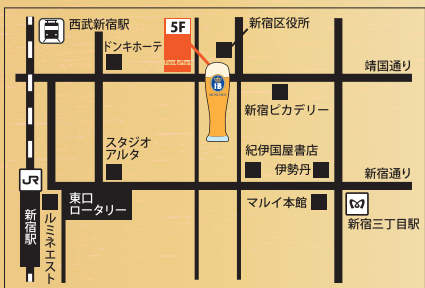 西武新宿駅
5F
新宿区役所
ドンキホーテ
靖国通り
IB
新宿ピカデリー
スタジオ
アルタ
紀伊国屋書店
伊勢丹
新宿通り
JR
東口
ロータリー
マルイ本館
新宿駅
ルミネエスト
新宿三丁目駅